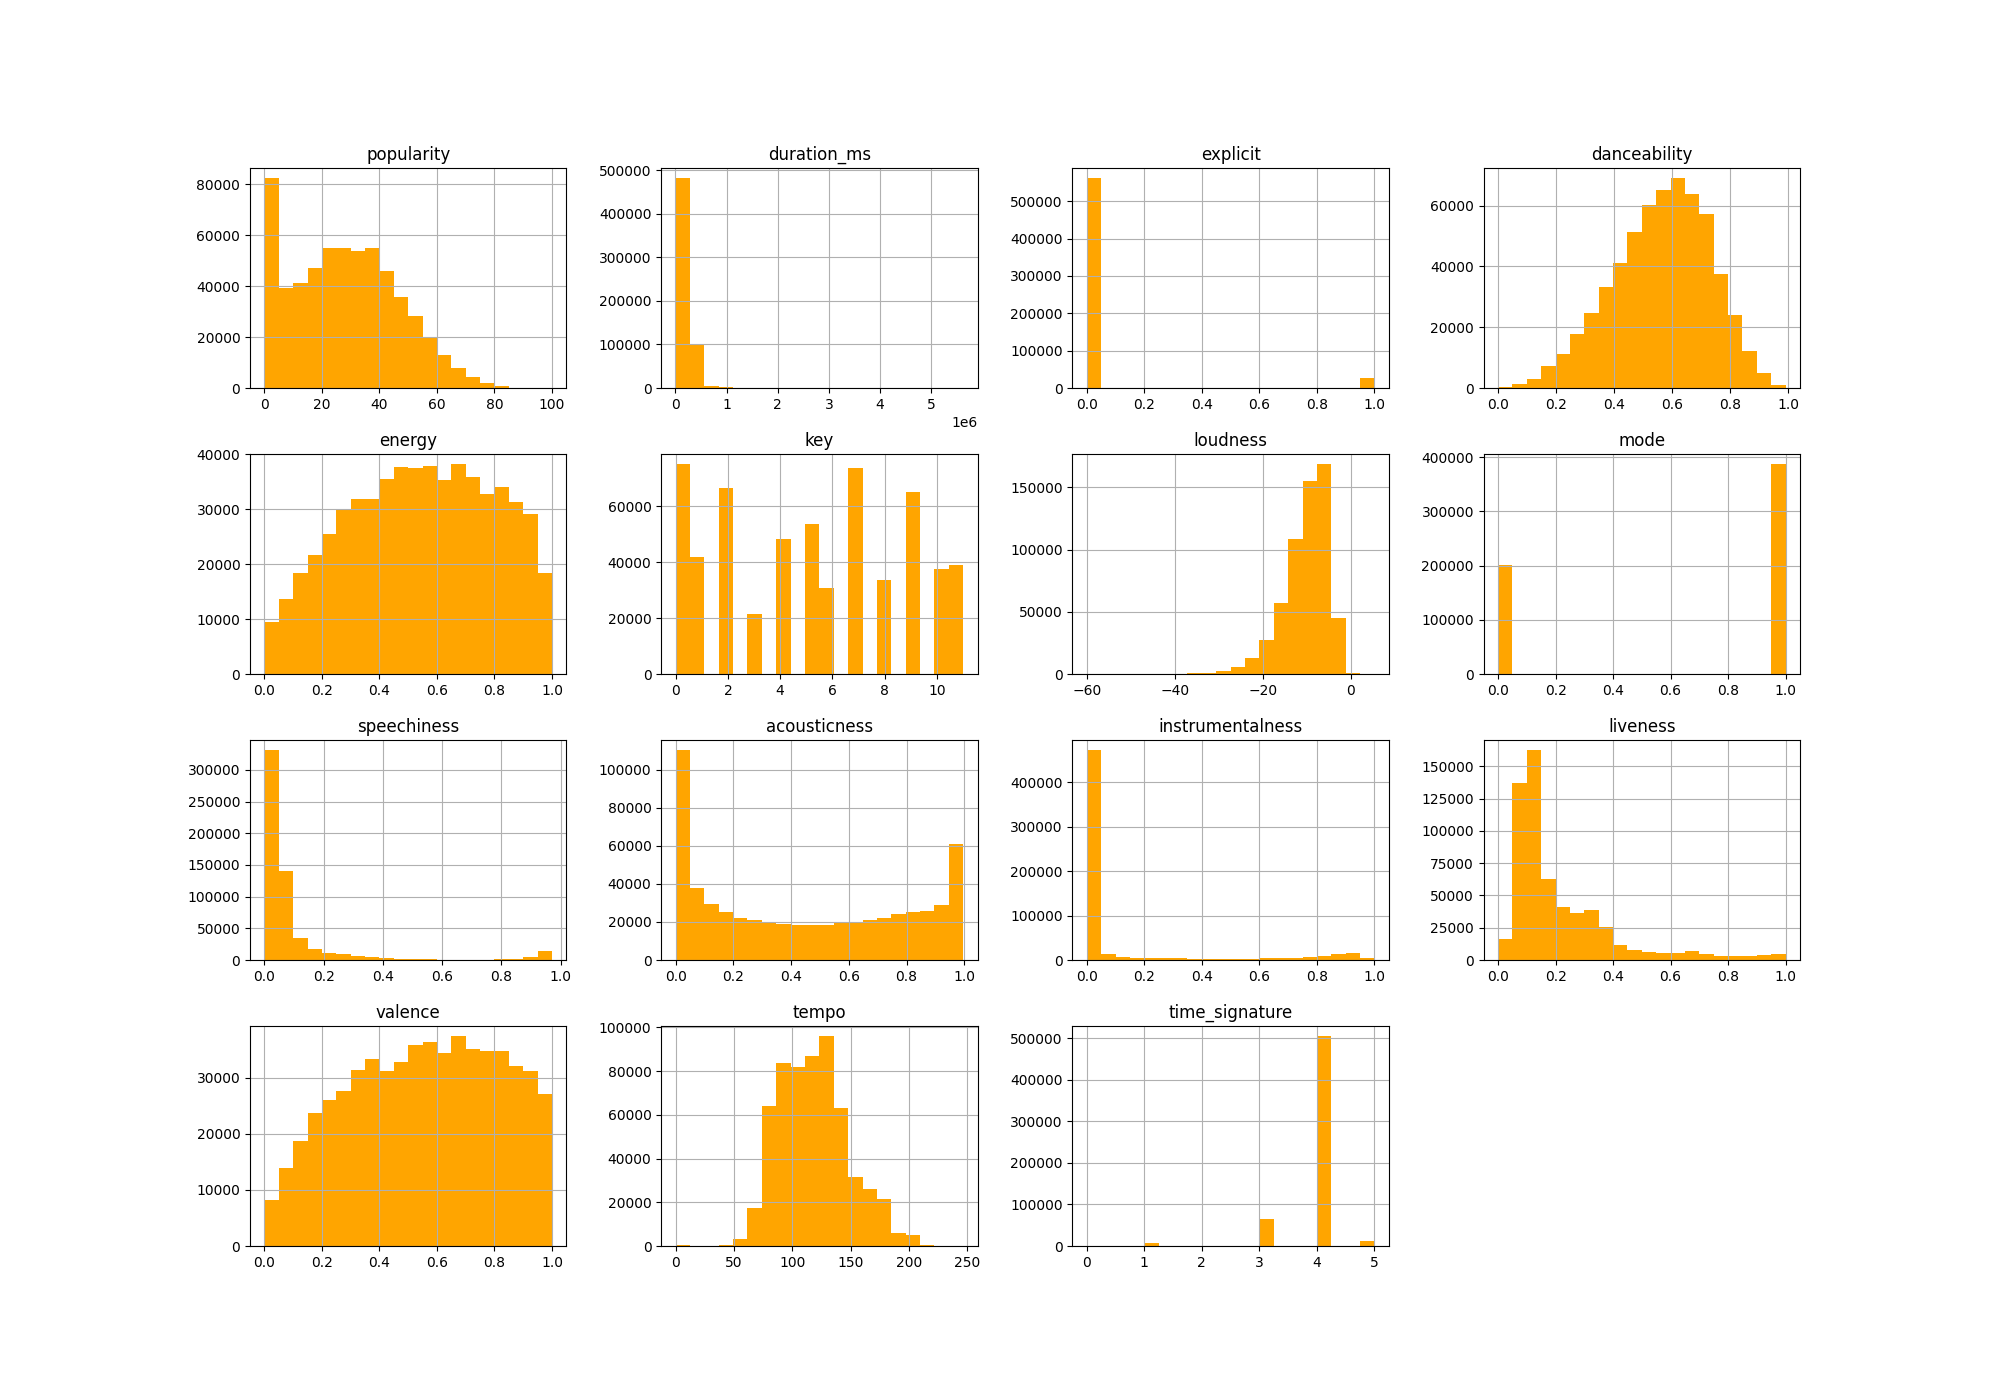 popularity
80000
60000
40000
20000
0
0 20 40 60 80 100
duration_ms
500000
400000
300000
200000
100000
0
0 1 2 3 4 5
1e6
explicit
500000
400000
300000
200000
100000
0
0.0 0.2 0.4 0.6 0.8 1.0
danceability
60000
40000
20000
0
0.0 0.2 0.4 0.6 0.8 1.0
energy
40000
30000
20000
10000
0
0.0 0.2 0.4 0.6 0.8 1.0
key
60000
40000
20000
0
0 2 4 6 8 10
loudness
150000
100000
50000
0
−60 −40 −20 0
mode
400000
300000
200000
100000
0
0.0 0.2 0.4 0.6 0.8 1.0
speechiness
300000
250000
200000
150000
100000
50000
0
0.0 0.2 0.4 0.6 0.8 1.0
acousticness
100000
80000
60000
40000
20000
0
0.0 0.2 0.4 0.6 0.8 1.0
instrumentalness
400000
300000
200000
100000
0
0.0 0.2 0.4 0.6 0.8 1.0
liveness
150000
125000
100000
75000
50000
25000
0
0.0 0.2 0.4 0.6 0.8 1.0
valence
30000
20000
10000
0
0.0 0.2 0.4 0.6 0.8 1.0
tempo
100000
80000
60000
40000
20000
0
0 50 100 150 200 250
time_signature
500000
400000
300000
200000
100000
0
0 1 2 3 4 5